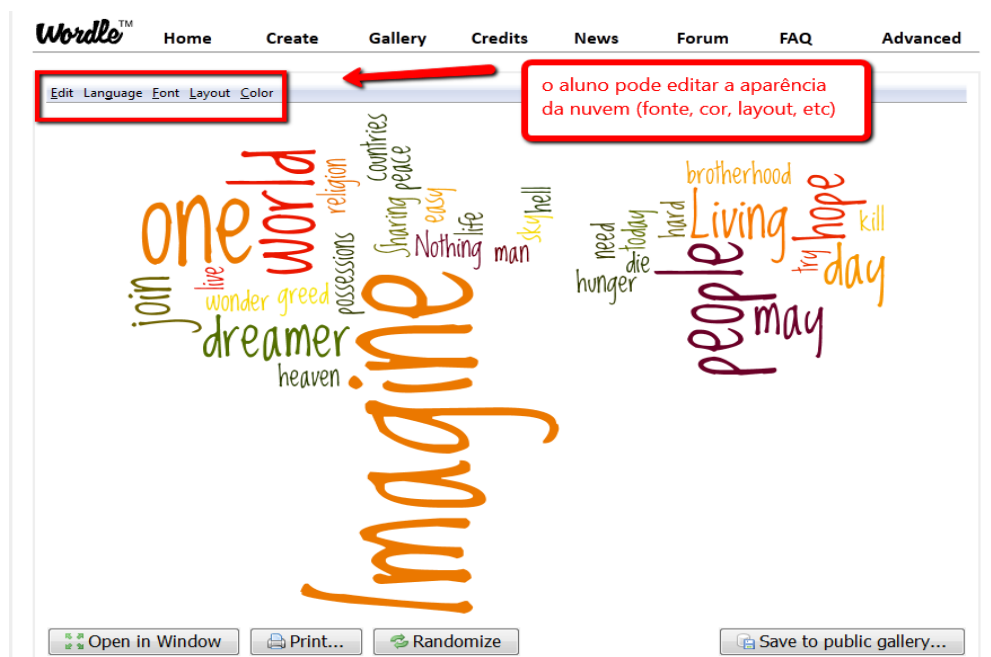 Wordle™ Home Create Gallery Credits News Forum FAQ Advanced
Edit Language Font Layout Color
o aluno pode editar a aparência
da nuvem (fonte, cor, layout, etc)
one
world
religion
countries
peace
Sharing
easy
Nothing
life
man
sky
hell
join
live
wonder
greed
possessions
dreamer
heaven
Imagine
need
today
hard
die
hunger
brotherhood
Living
hope
kill
try
day
people
may
Open in Window Print... Randomize Save to public gallery...